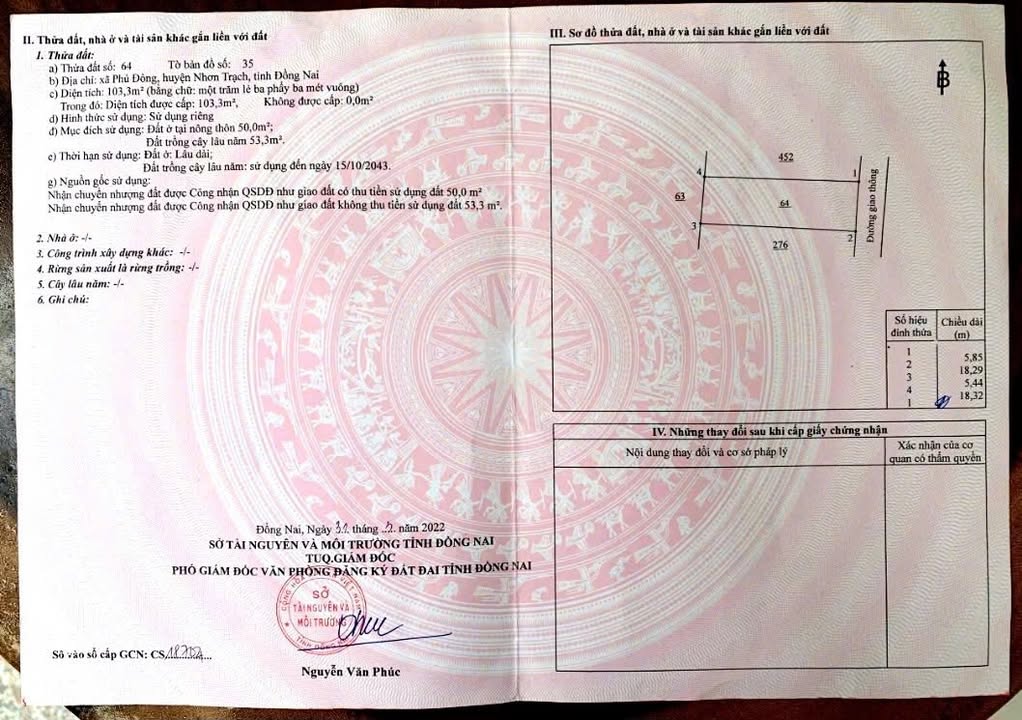 II. Thửa đất, nhà ở và tài sản khác gắn liền với đất
1. Thửa đất:
a) Thửa đất số: 64 Tờ bản đồ số: 35
b) Địa chỉ: xã Phú Đông, huyện Nhơn Trạch, tỉnh Đồng Nai
c) Diện tích: 103,3m² (bằng chữ: một trăm lẻ ba phẩy ba mét vuông)
Trong đó: Diện tích được cấp: 103,3m², Không được cấp: 0,0m²
d) Hình thức sử dụng: Sử dụng riêng
đ) Mục đích sử dụng: Đất ở tại nông thôn 50,0m²;
Đất trồng cây lâu năm 53,3m².
e) Thời hạn sử dụng: Đất ở: Lâu dài;
Đất trồng cây lâu năm: sử dụng đến ngày 15/10/2043.
g) Nguồn gốc sử dụng:
Nhận chuyển nhượng đất được Công nhận QSDĐ như giao đất có thu tiền sử dụng đất 50,0 m²
Nhận chuyển nhượng đất được Công nhận QSDĐ như giao đất không thu tiền sử dụng đất 53,3 m².
2. Nhà ở: -/-
3. Công trình xây dựng khác: -/-
4. Rừng sản xuất là rừng trồng: -/-
5. Cây lâu năm: -/-
6. Ghi chú:
Đồng Nai, Ngày 31 tháng 3 năm 2022
SỞ TÀI NGUYÊN VÀ MÔI TRƯỜNG TỈNH ĐỒNG NAI
TUQ.GIÁM ĐỐC
PHÓ GIÁM ĐỐC VĂN PHÒNG ĐĂNG KÝ ĐẤT ĐAI TỈNH ĐỒNG NAI
SỞ
TÀI NGUYÊN VÀ
MÔI TRƯỜNG
TỈNH ĐỒNG NAI
Số vào sổ cấp GCN: CS
Nguyễn Văn Phúc
III. Sơ đồ thửa đất, nhà ở và tài sản khác gắn liền với đất
B
452
4
1
63
64
Đường giao thông
3
2
276
Số hiệu đỉnh thửa Chiều dài (m)
1
5,85
2
18,29
3
5,44
4
18,32
1
IV. Những thay đổi sau khi cấp giấy chứng nhận
Nội dung thay đổi và cơ sở pháp lý
Xác nhận của cơ
quan có thẩm quyền